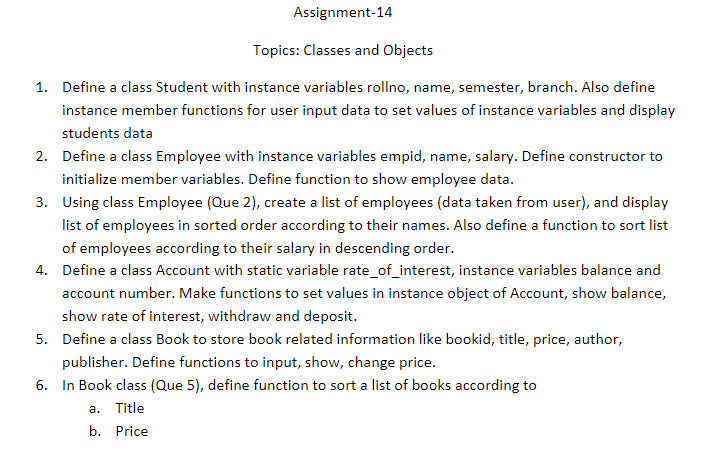 Assignment-14
Topics: Classes and Objects
1. Define a class Student with instance variables rollno, name, semester, branch. Also define
instance member functions for user input data to set values of instance variables and display
students data
2. Define a class Employee with instance variables empid, name, salary. Define constructor to
initialize member variables. Define function to show employee data.
3. Using class Employee (Que 2), create a list of employees (data taken from user), and display
list of employees in sorted order according to their names. Also define a function to sort list
of employees according to their salary in descending order.
4. Define a class Account with static variable rate_of_interest, instance variables balance and
account number. Make functions to set values in instance object of Account, show balance,
show rate of interest, withdraw and deposit.
5. Define a class Book to store book related information like bookid, title, price, author,
publisher. Define functions to input, show, change price.
6. In Book class (Que 5), define function to sort a list of books according to
a. Title
b. Price